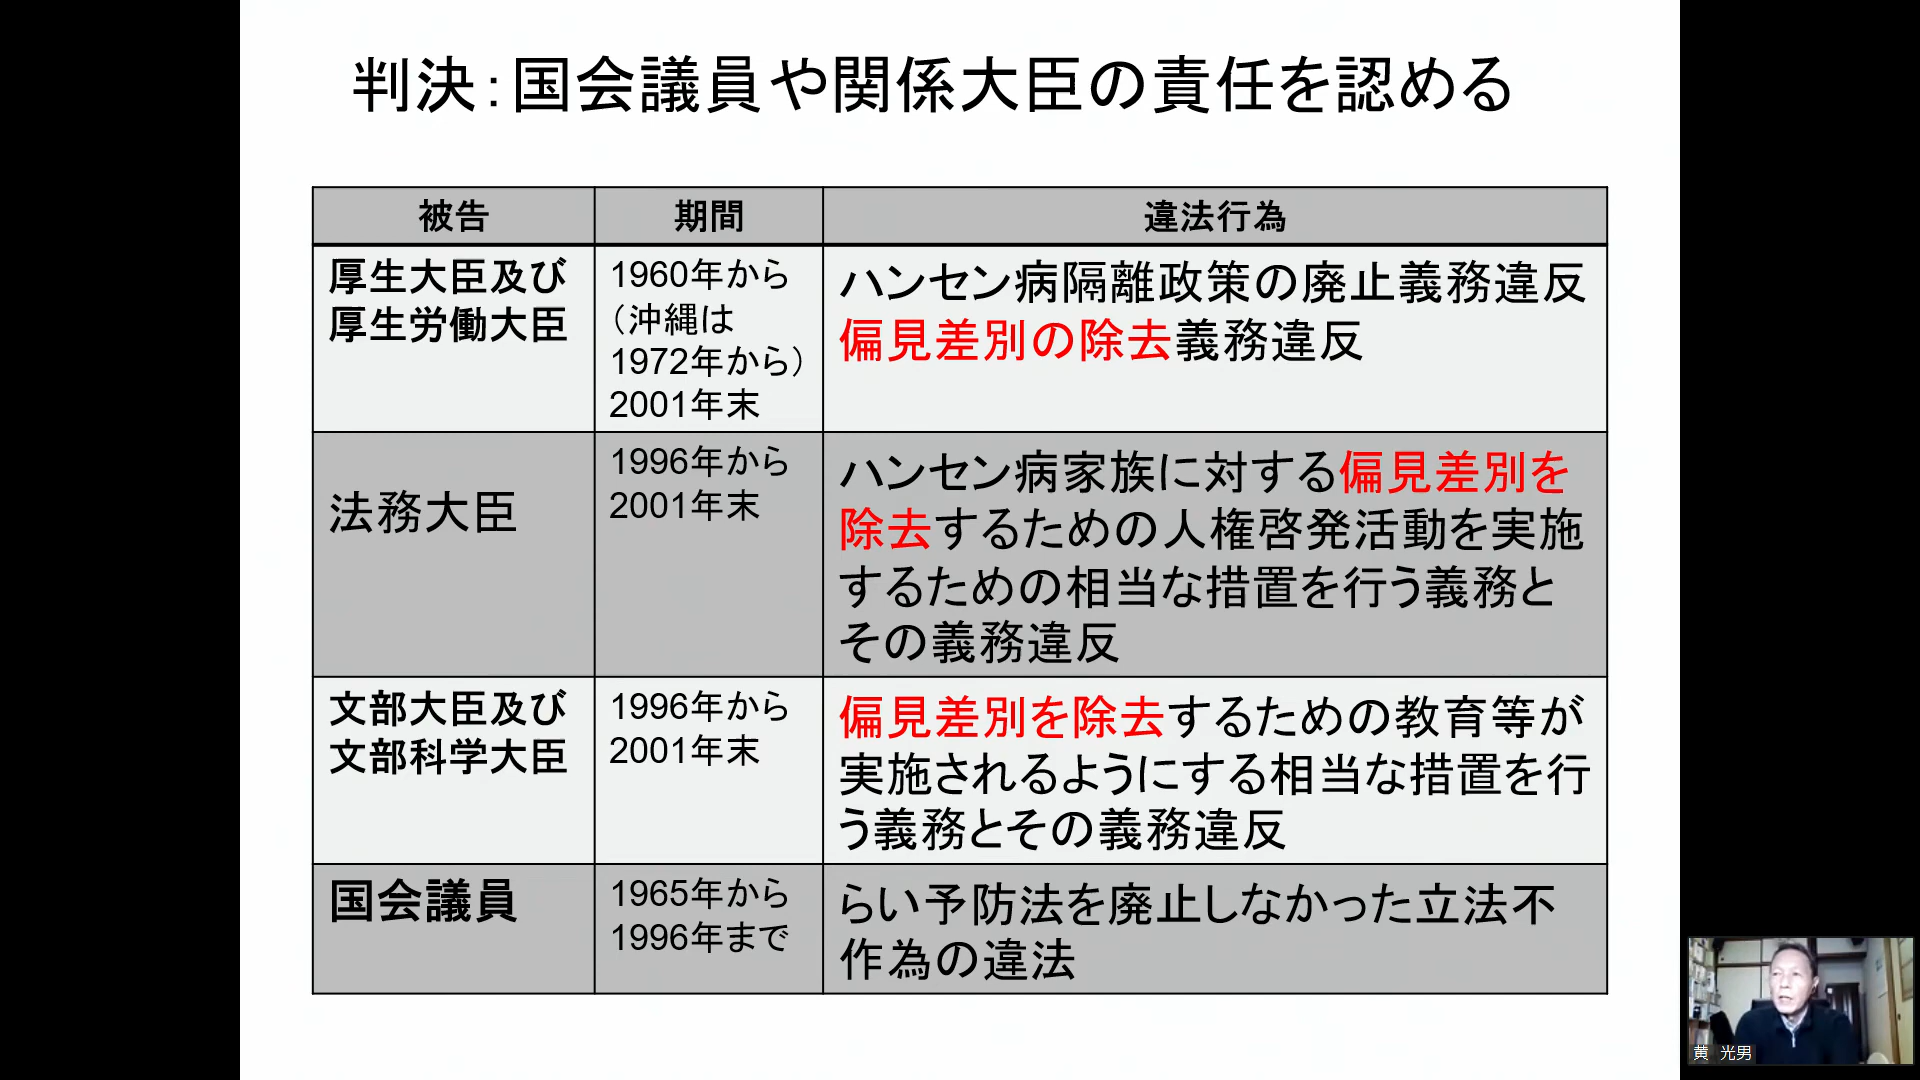 判決：国会議員や関係大臣の責任を認める
被告
期間
違法行為
厚生大臣及び
厚生労働大臣
1960年から
（沖縄は
1972年から）
2001年末
ハンセン病隔離政策の廃止義務違反
偏見差別の除去義務違反
法務大臣
1996年から
2001年末
ハンセン病家族に対する偏見差別を
除去するための人権啓発活動を実施
するための相当な措置を行う義務と
その義務違反
文部大臣及び
文部科学大臣
1996年から
2001年末
偏見差別を除去するための教育等が
実施されるようにする相当な措置を行
う義務とその義務違反
国会議員
1965年から
1996年まで
らい予防法を廃止しなかった立法不
作為の違法
黄 光男